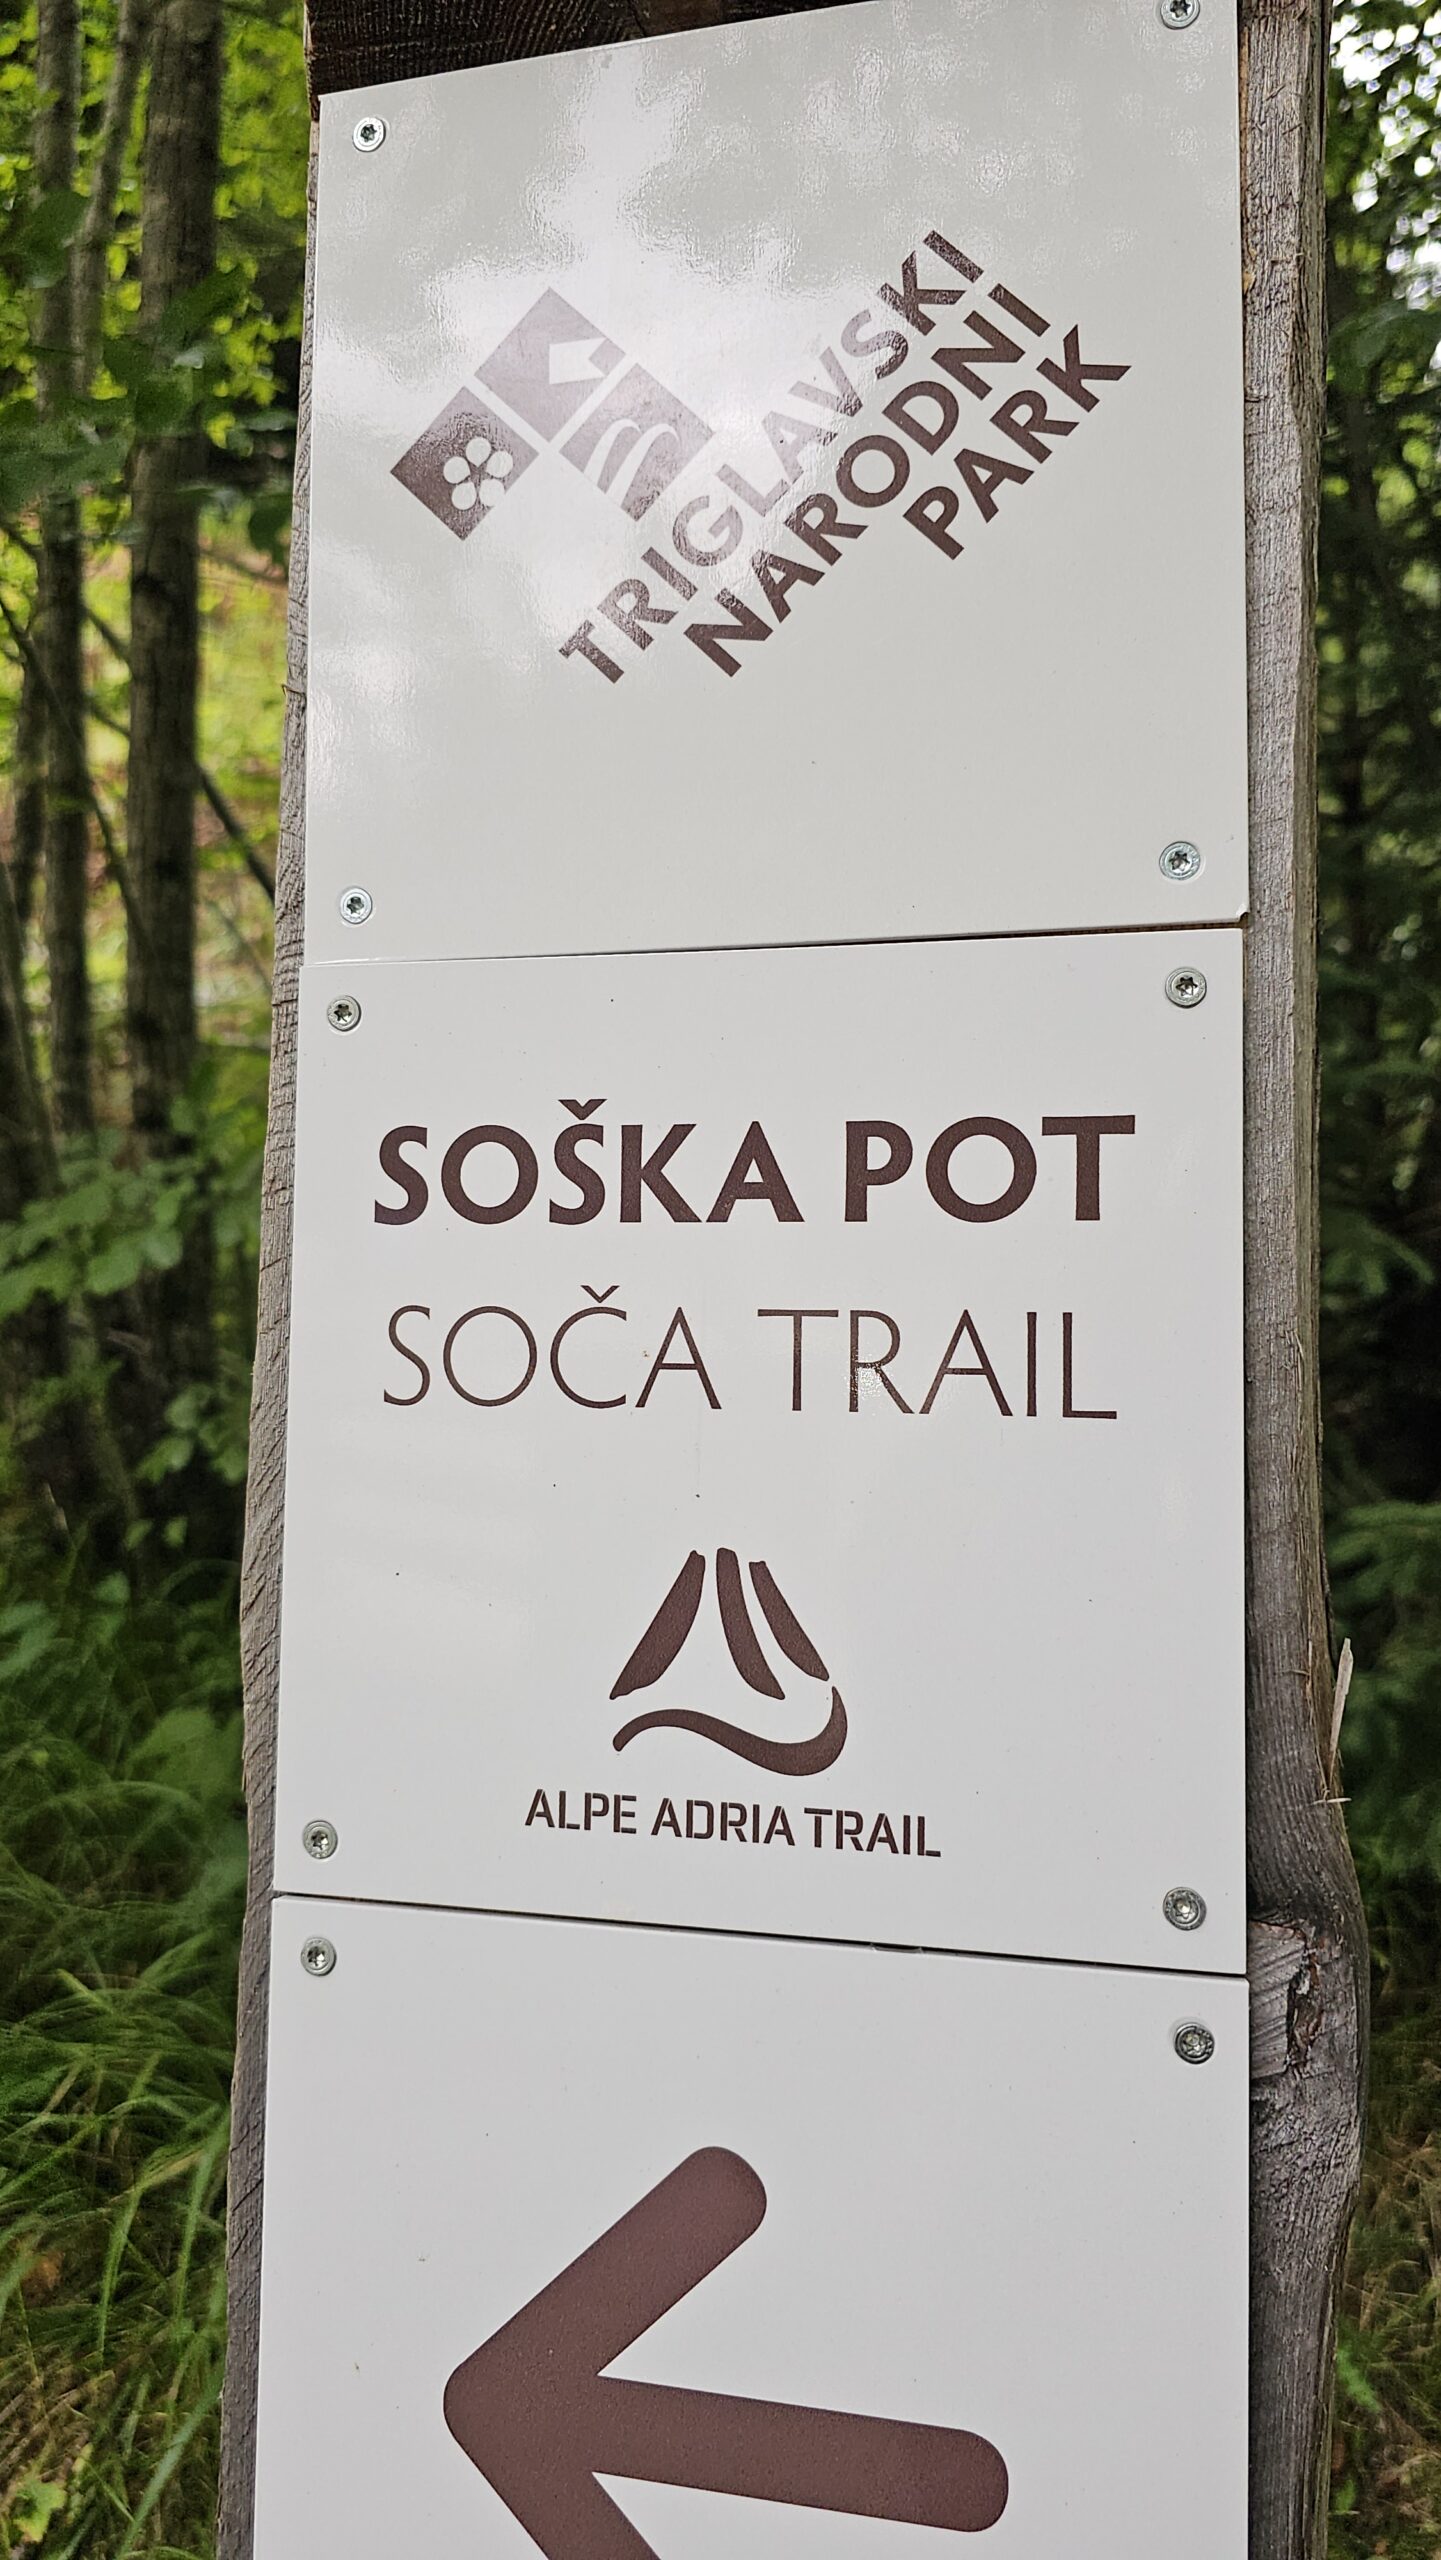 TRIGLAVSKI
NARODNI
PARK
SOŠKA POT
SOČA TRAIL
ALPE ADRIA TRAIL